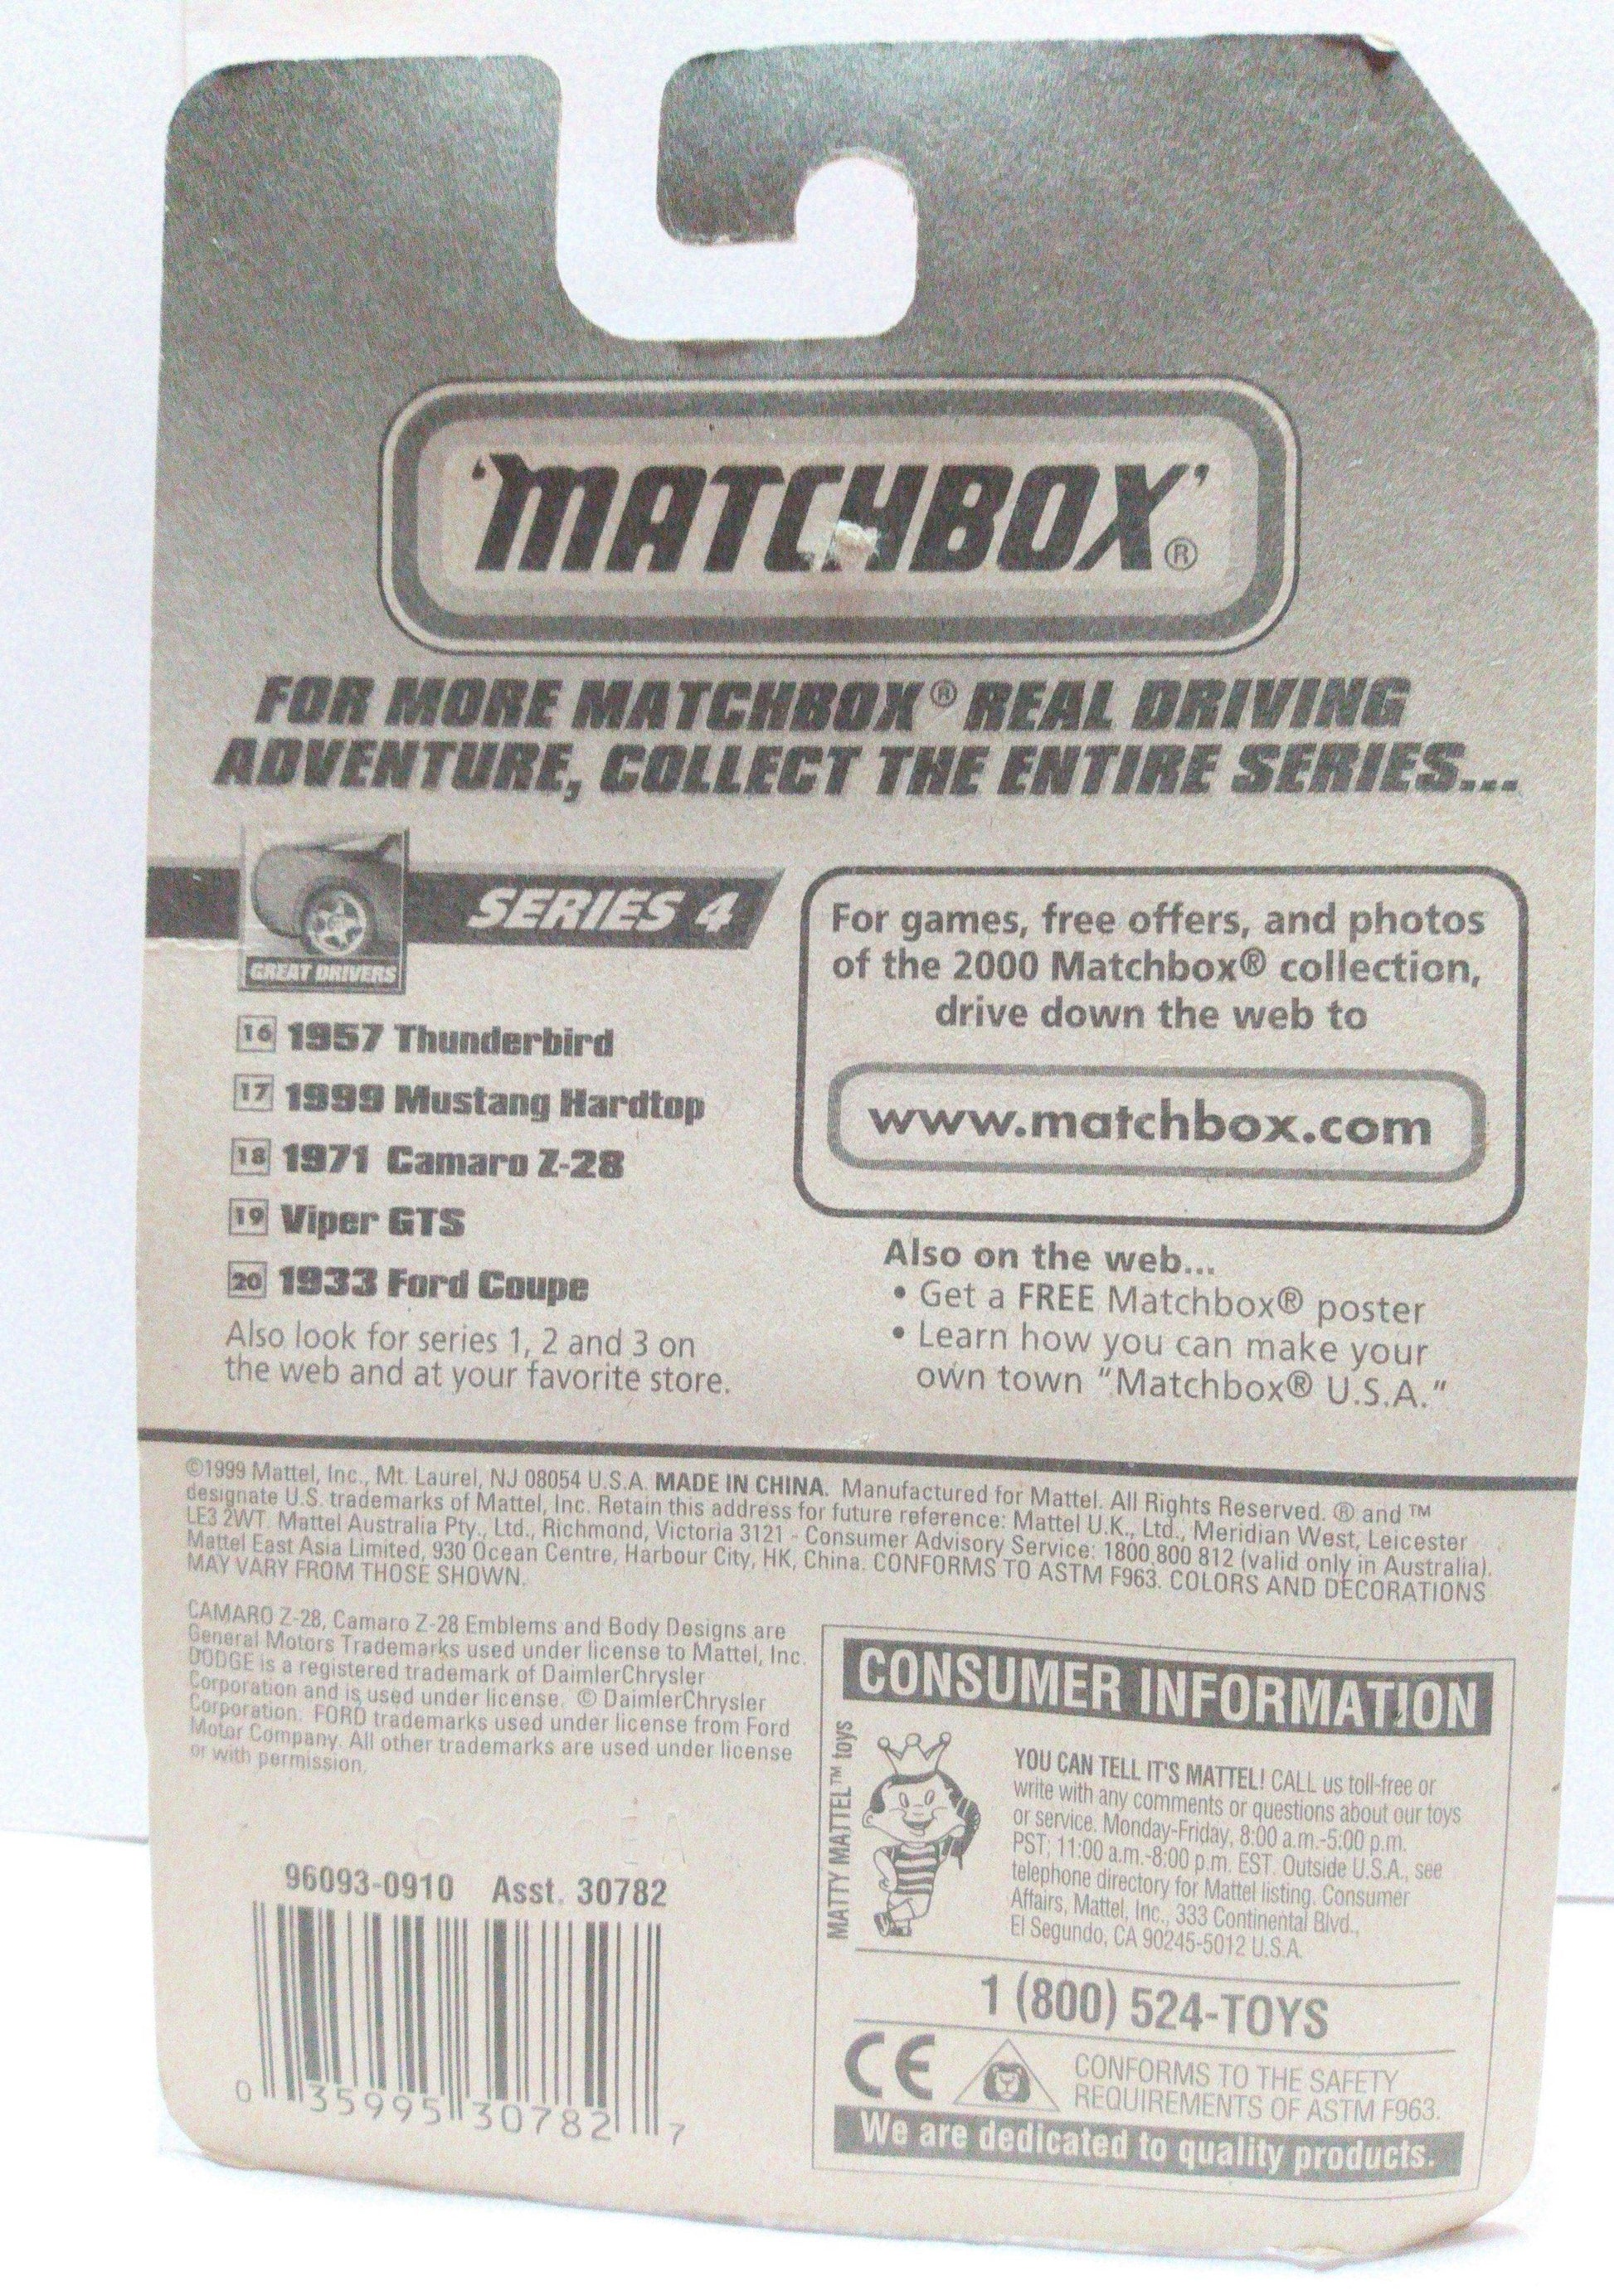 'MATCHBOX'®
FOR MORE MATCHBOX® REAL DRIVING
ADVENTURE, COLLECT THE ENTIRE SERIES...
SERIES 4
GREAT DRIVERS
16 1957 Thunderbird
17 1999 Mustang Hardtop
18 1971 Camaro Z-28
19 Viper GTS
20 1933 Ford Coupe
Also look for series 1, 2 and 3 on
the web and at your favorite store.
For games, free offers, and photos
of the 2000 Matchbox® collection,
drive down the web to
www.matchbox.com
Also on the web...
• Get a FREE Matchbox® poster
• Learn how you can make your
own town "Matchbox® U.S.A."
©1999 Mattel, Inc., Mt. Laurel, NJ 08054 U.S.A. MADE IN CHINA. Manufactured for Mattel. All Rights Reserved. ® and ™
designate U.S. trademarks of Mattel, Inc. Retain this address for future reference: Mattel U.K., Ltd., Meridian West, Leicester
LE3 2WT. Mattel Australia Pty., Ltd., Richmond, Victoria 3121 - Consumer Advisory Service: 1800 800 812 (valid only in Australia).
Mattel East Asia Limited, 930 Ocean Centre, Harbour City, HK, China. CONFORMS TO ASTM F963. COLORS AND DECORATIONS
MAY VARY FROM THOSE SHOWN.
CAMARO Z-28, Camaro Z-28 Emblems and Body Designs are
General Motors Trademarks used under license to Mattel, Inc.
DODGE is a registered trademark of DaimlerChrysler
Corporation and is used under license. © DaimlerChrysler
Corporation. FORD trademarks used under license from Ford
Motor Company. All other trademarks are used under license
or with permission.
96093-0910 Asst. 30782
0 35995 30782 7
CONSUMER INFORMATION
MATTY MATTEL™ toys
YOU CAN TELL IT'S MATTEL! CALL us toll-free or
write with any comments or questions about our toys
or service. Monday-Friday, 8:00 a.m.-5:00 p.m.
PST; 11:00 a.m.-8:00 p.m. EST. Outside U.S.A., see
telephone directory for Mattel listing. Consumer
Affairs, Mattel, Inc., 333 Continental Blvd.,
El Segundo, CA 90245-5012 U.S.A.
1 (800) 524-TOYS
CE
CONFORMS TO THE SAFETY
REQUIREMENTS OF ASTM F963.
We are dedicated to quality products.